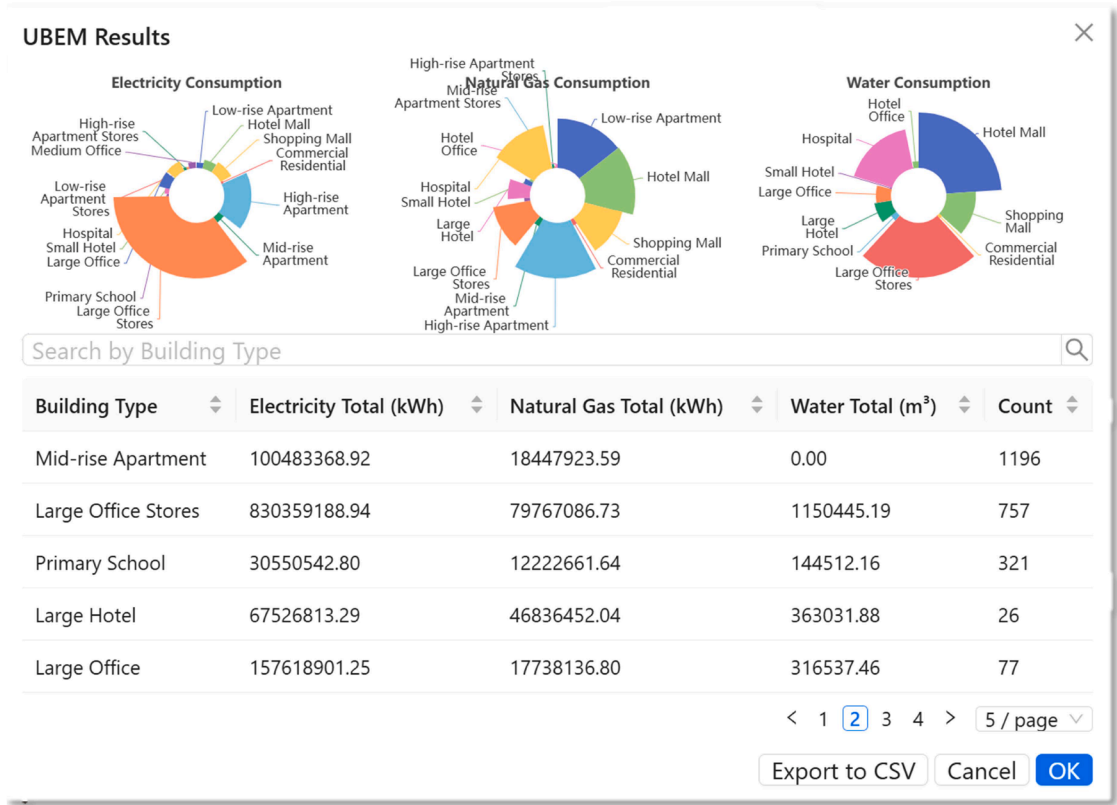 UBEM Results
Electricity Consumption
Low-rise Apartment
High-rise
Apartment Stores
Hotel Mall
Shopping Mall
Medium Office
Commercial
Residential
Low-rise
Apartment
Stores
High-rise
Apartment
Hospital
Small Hotel
Large Office
Mid-rise
Apartment
Primary School
Large Office
Stores
High-rise Apartment
Stores
Natural Gas Consumption
Mid-rise
Apartment Stores
Low-rise Apartment
Hotel
Office
Hotel Mall
Hospital
Small Hotel
Large
Hotel
Shopping Mall
Commercial
Residential
Large Office
Stores
Mid-rise
Apartment
High-rise Apartment
Water Consumption
Hotel
Office
Hotel Mall
Hospital
Small Hotel
Large Office
Shopping
Mall
Large
Hotel
Primary School
Commercial
Residential
Large Office
Stores
Search by Building Type
Building Type Electricity Total (kWh) Natural Gas Total (kWh) Water Total (m³) Count
Mid-rise Apartment 100483368.92 18447923.59 0.00 1196
Large Office Stores 830359188.94 79767086.73 1150445.19 757
Primary School 30550542.80 12222661.64 144512.16 321
Large Hotel 67526813.29 46836452.04 363031.88 26
Large Office 157618901.25 17738136.80 316537.46 77
< 1 2 3 4 > 5 / page
Export to CSV Cancel OK